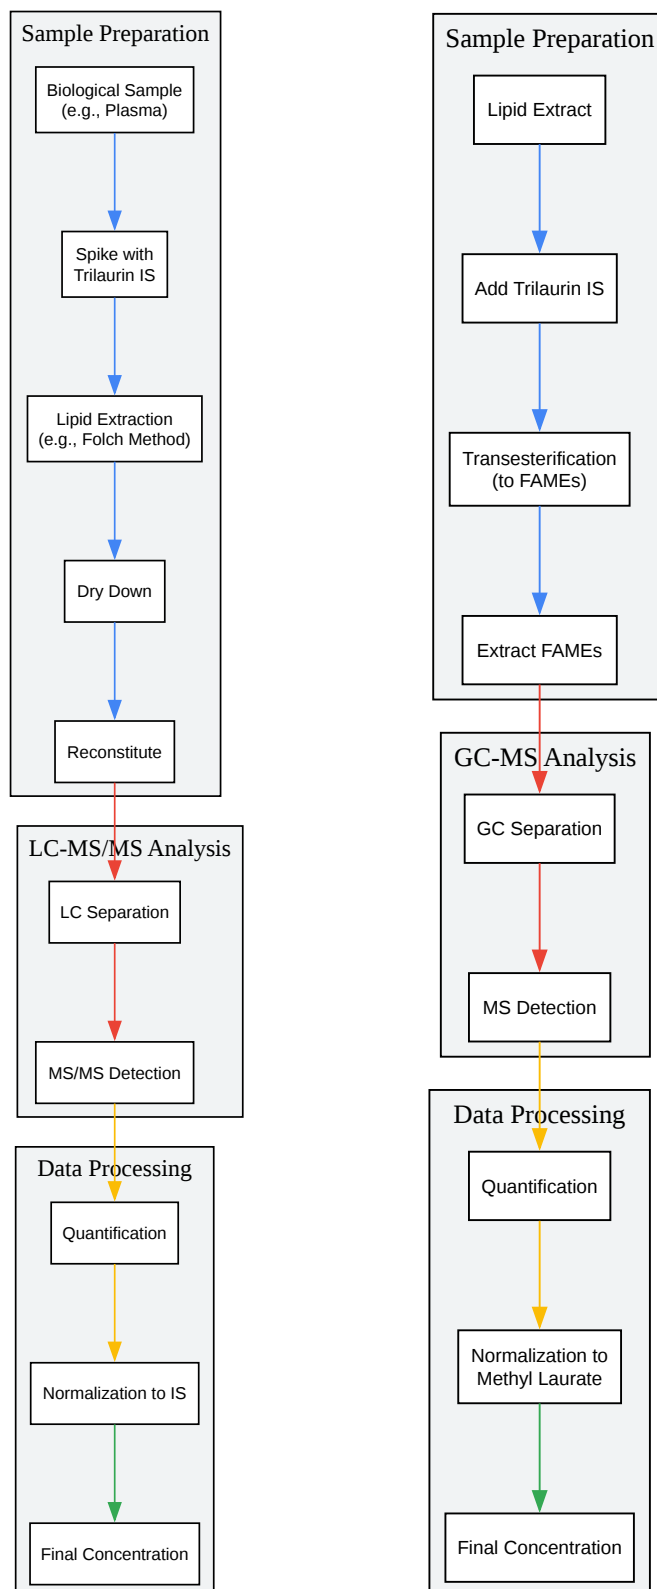 Sample Preparation
Biological Sample
(e.g., Plasma)
Spike with
Trilaurin IS
Lipid Extraction
(e.g., Folch Method)
Dry Down
Reconstitute
LC-MS/MS Analysis
LC Separation
MS/MS Detection
Data Processing
Quantification
Normalization to IS
Final Concentration
Sample Preparation
Lipid Extract
Add Trilaurin IS
Transesterification
(to FAMEs)
Extract FAMEs
GC-MS Analysis
GC Separation
MS Detection
Data Processing
Quantification
Normalization to
Methyl Laurate
Final Concentration